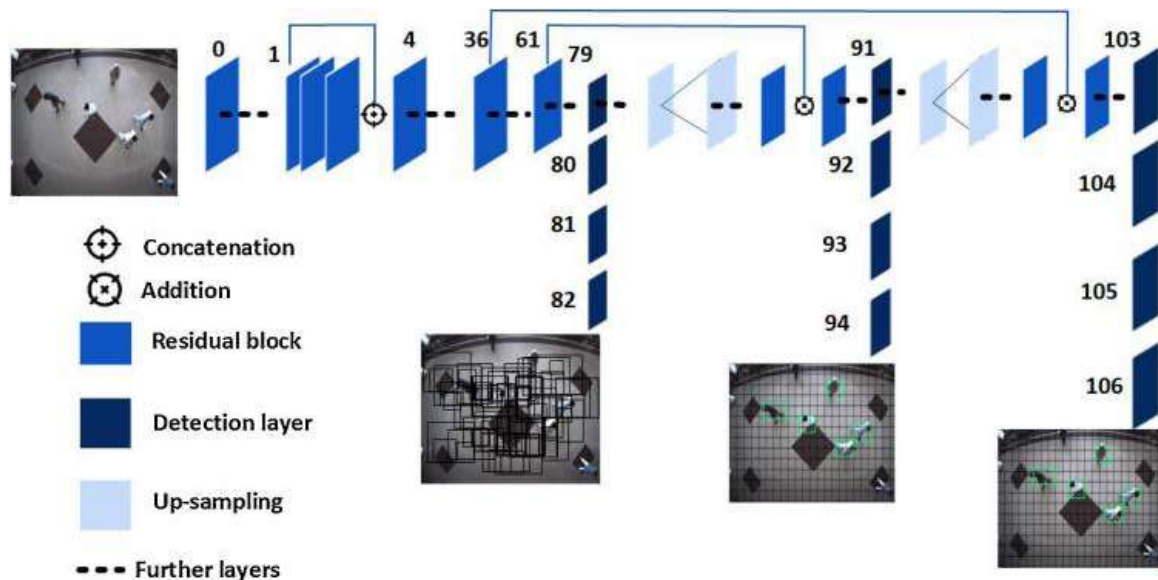 0 1 4 36 61 79 91 103
80 92 104
81 93 105
82 94 106
Concatenation
Addition
Residual block
Detection layer
Up-sampling
Further layers